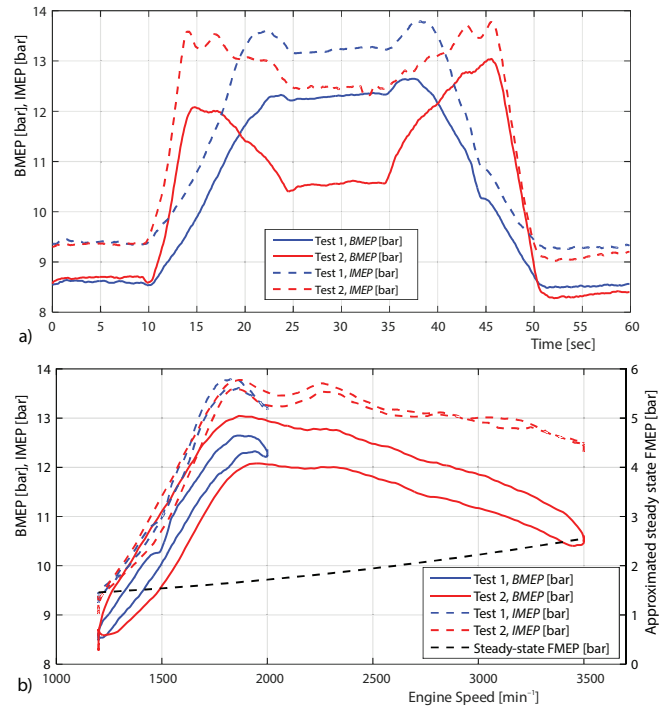 BMEP [bar], IMEP [bar]
14
13
12
11
10
9
8
Test 1, BMEP [bar]
Test 2, BMEP [bar]
Test 1, IMEP [bar]
Test 2, IMEP [bar]
0 5 10 15 20 25 30 35 40 45 50 55 60
a)
Time [sec]
BMEP [bar], IMEP [bar]
14
13
12
11
10
9
8
6
5
4
3
2
1
0
Approximated steady state FMEP [bar]
Test 1, BMEP [bar]
Test 2, BMEP [bar]
Test 1, IMEP [bar]
Test 2, IMEP [bar]
Steady-state FMEP [bar]
1000 1500 2000 2500 3000 3500
b)
Engine Speed [min⁻¹]